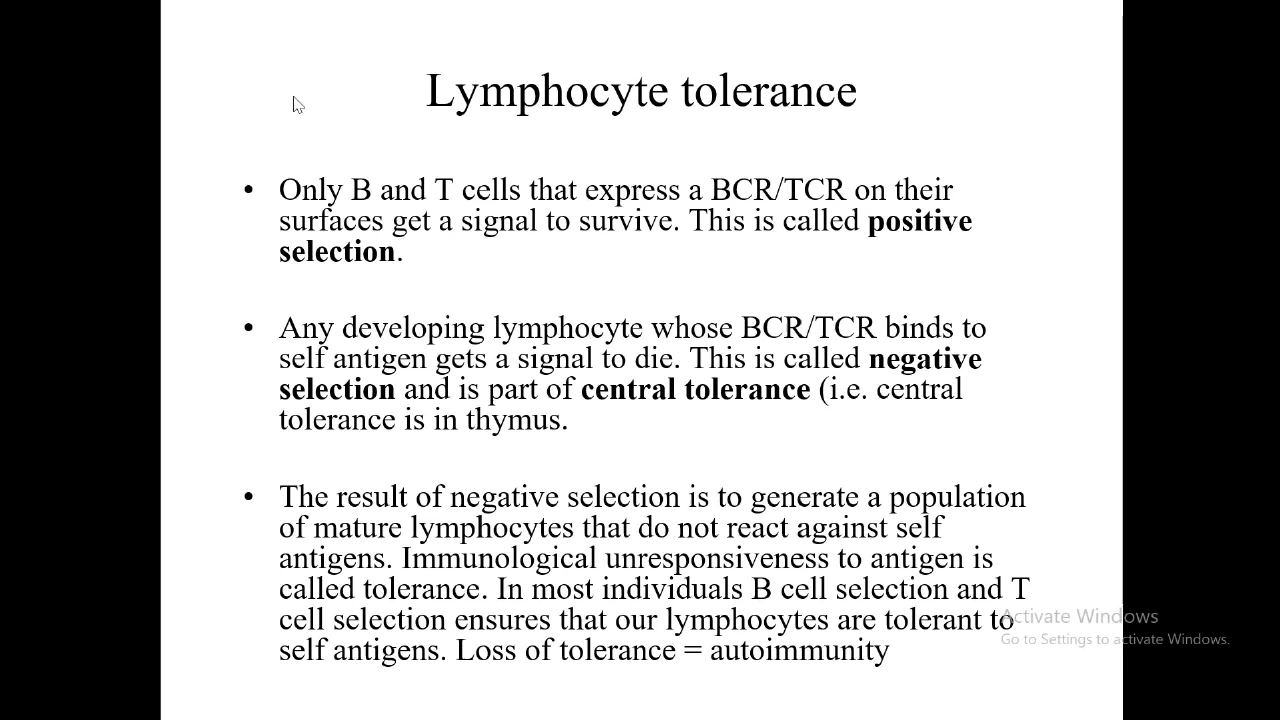 Lymphocyte tolerance
• Only B and T cells that express a BCR/TCR on their
surfaces get a signal to survive. This is called positive
selection.
• Any developing lymphocyte whose BCR/TCR binds to
self antigen gets a signal to die. This is called negative
selection and is part of central tolerance (i.e. central
tolerance is in thymus.
• The result of negative selection is to generate a population
of mature lymphocytes that do not react against self
antigens. Immunological unresponsiveness to antigen is
called tolerance. In most individuals B cell selection and T
cell selection ensures that our lymphocytes are tolerant to
self antigens. Loss of tolerance = autoimmunity
Activate Windows
Go to Settings to activate Windows.